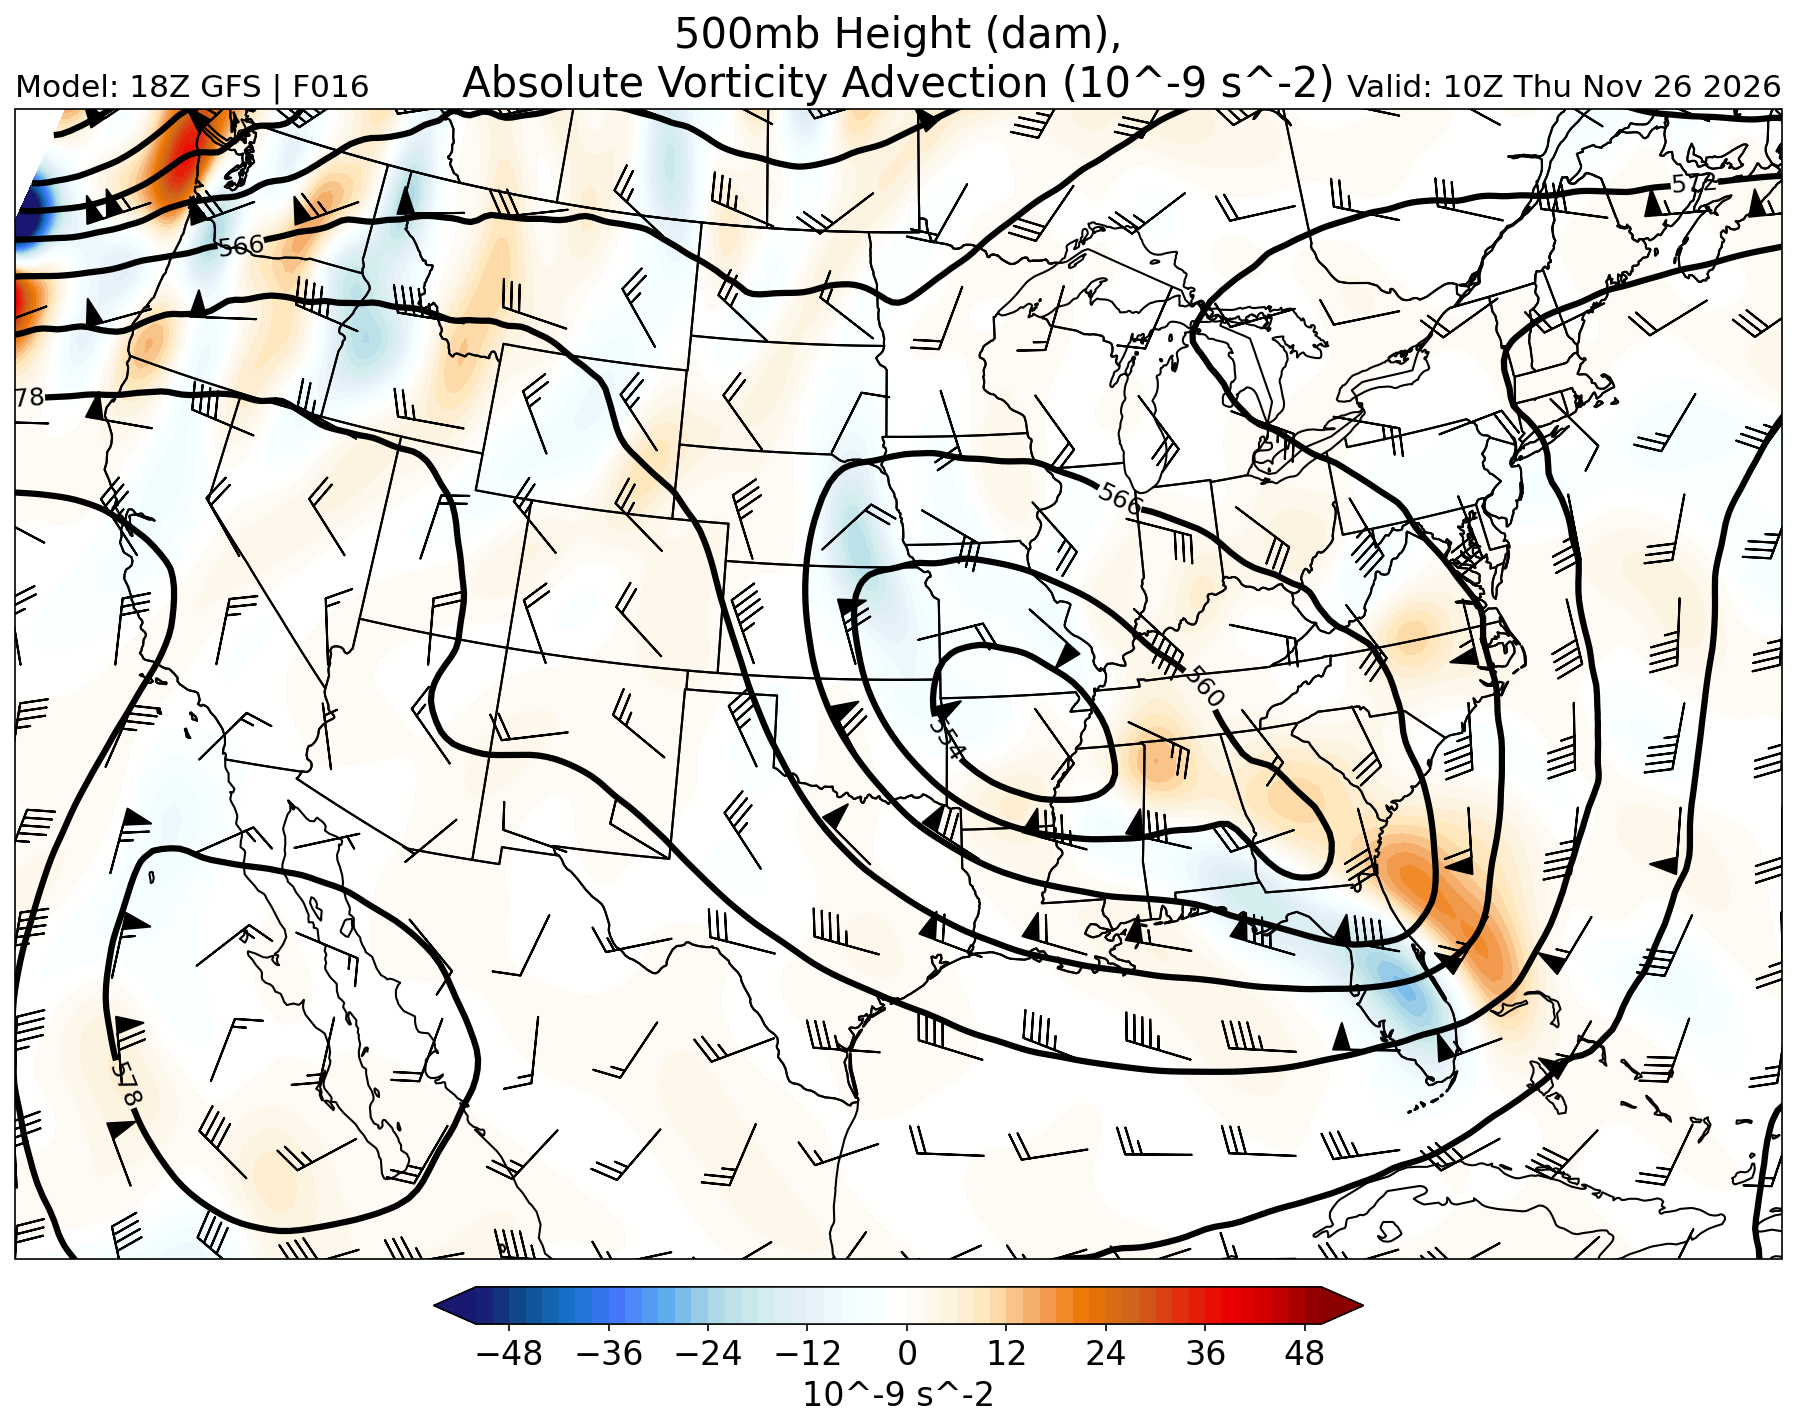 500mb Height (dam),
Model: 18Z GFS | F016
Absolute Vorticity Advection (10^-9 s^-2)
Valid: 10Z Thu Nov 26 2026
572
566
78
566
560
554
578
−48 −36 −24 −12 0 12 24 36 48
10^-9 s^-2